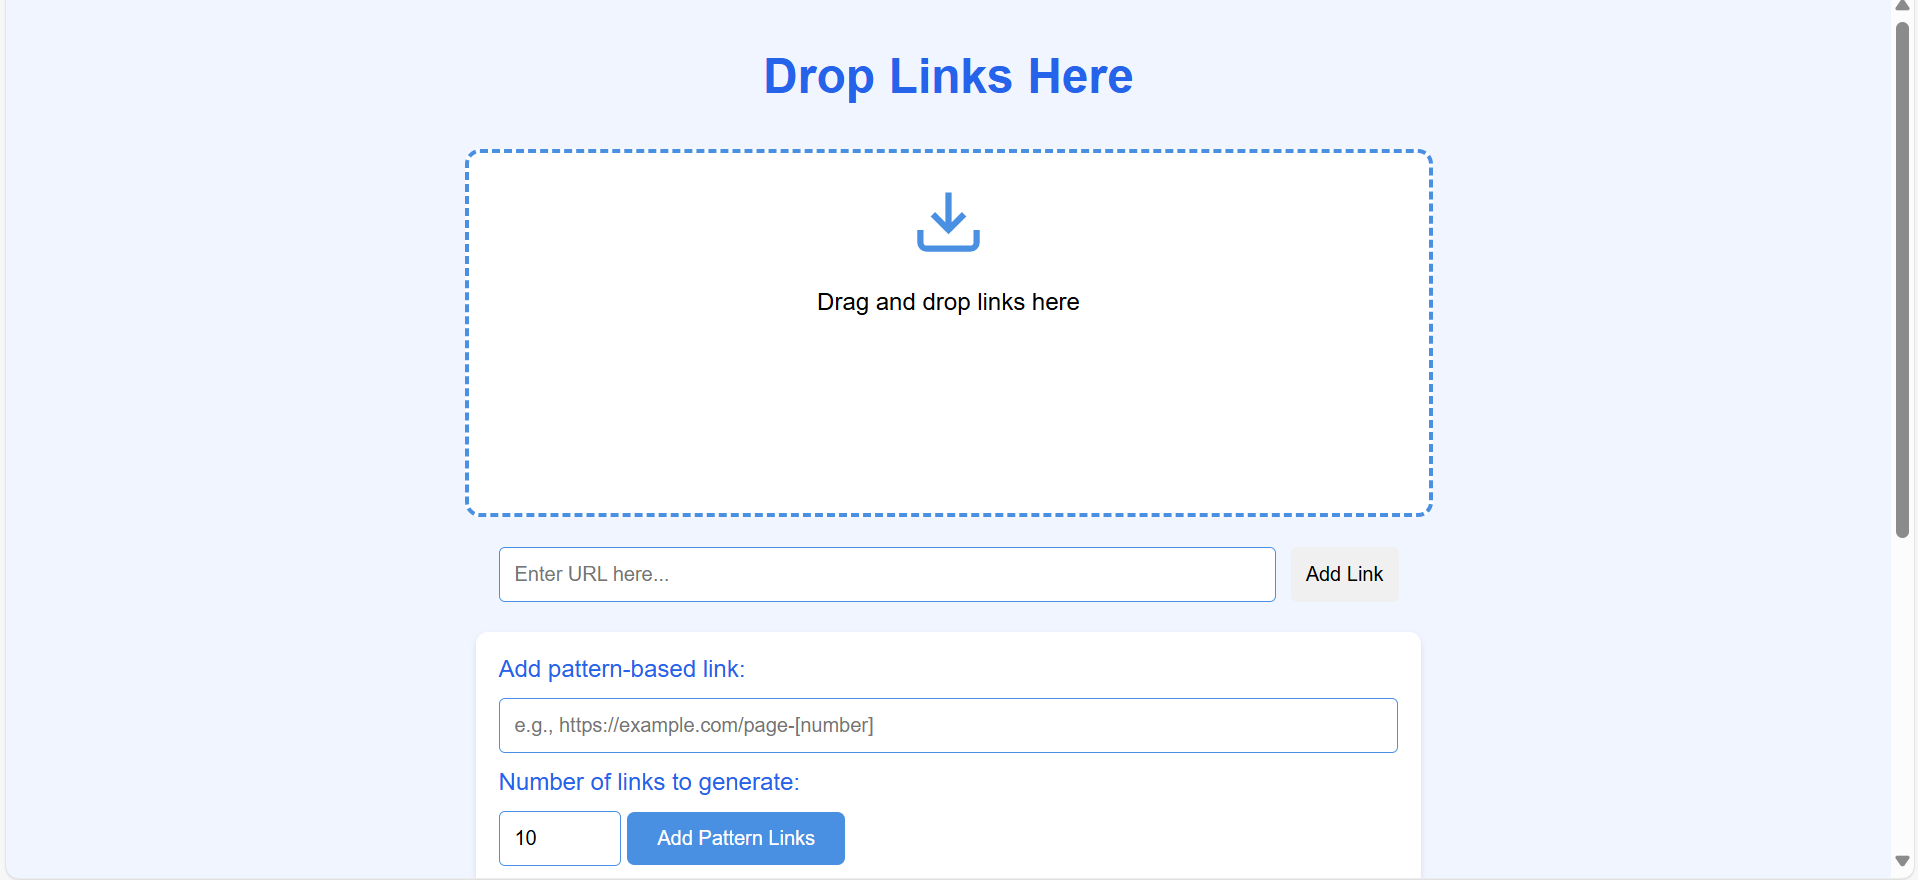 Drop Links Here
Drag and drop links here
Enter URL here...
Add Link
Add pattern-based link:
e.g., https://example.com/page-[number]
Number of links to generate:
10
Add Pattern Links